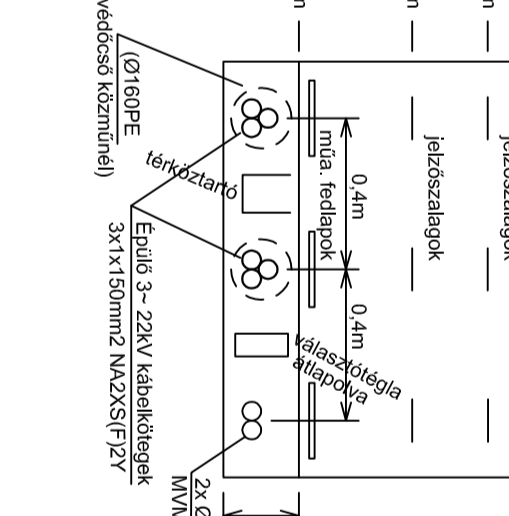 jelzőszalagok
0,4m
műa. fedlapok
térköztartó
0,4m
választótégla
átlapolva
(Ø160PE
védőcső közműnél)
Épülő 3~ 22kV kábelkötegek
3x1x150mm2 NA2XS(F)2Y
2x